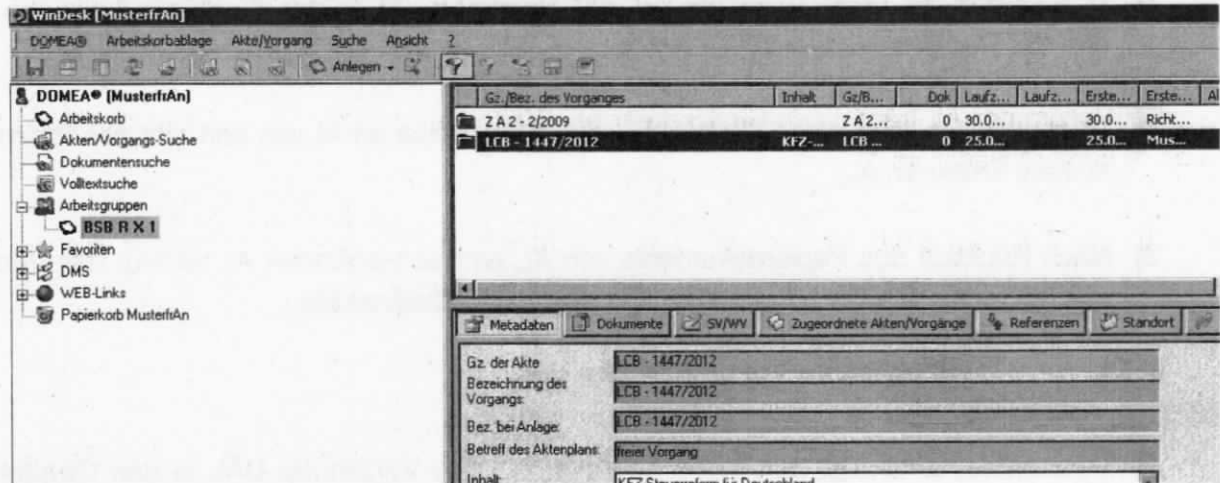 WinDesk [MusterfrAn]
DOMEA® Arbeitskorbablage Akte/Vorgang Suche Ansicht ?
Anlegen
DOMEA® (MusterfrAn)
Arbeitskorb
Akten/Vorgangs-Suche
Dokumentensuche
Volltextsuche
Arbeitsgruppen
BSB R X 1
Favoriten
DMS
WEB-Links
Papierkorb MusterfrAn
Gz./Bez. des Vorganges Inhalt Gz/B... Dok Laufz... Laufz... Erste... Erste... Al
Z A 2 - 2/2009 Z A 2... 0 30.0... 30.0... Richt...
LCB - 1447/2012 KFZ-... LCB ... 0 25.0... 25.0... Mus...
Metadaten Dokumente SV/WV Zugeordnete Akten/Vorgänge Referenzen Standort
Gz. der Akte LCB - 1447/2012
Bezeichnung des
Vorgangs: LCB - 1447/2012
Bez. bei Anlage: LCB - 1447/2012
Betreff des Aktenplans: freier Vorgang
Inhalt KFZ Steuerreform für Deutschland